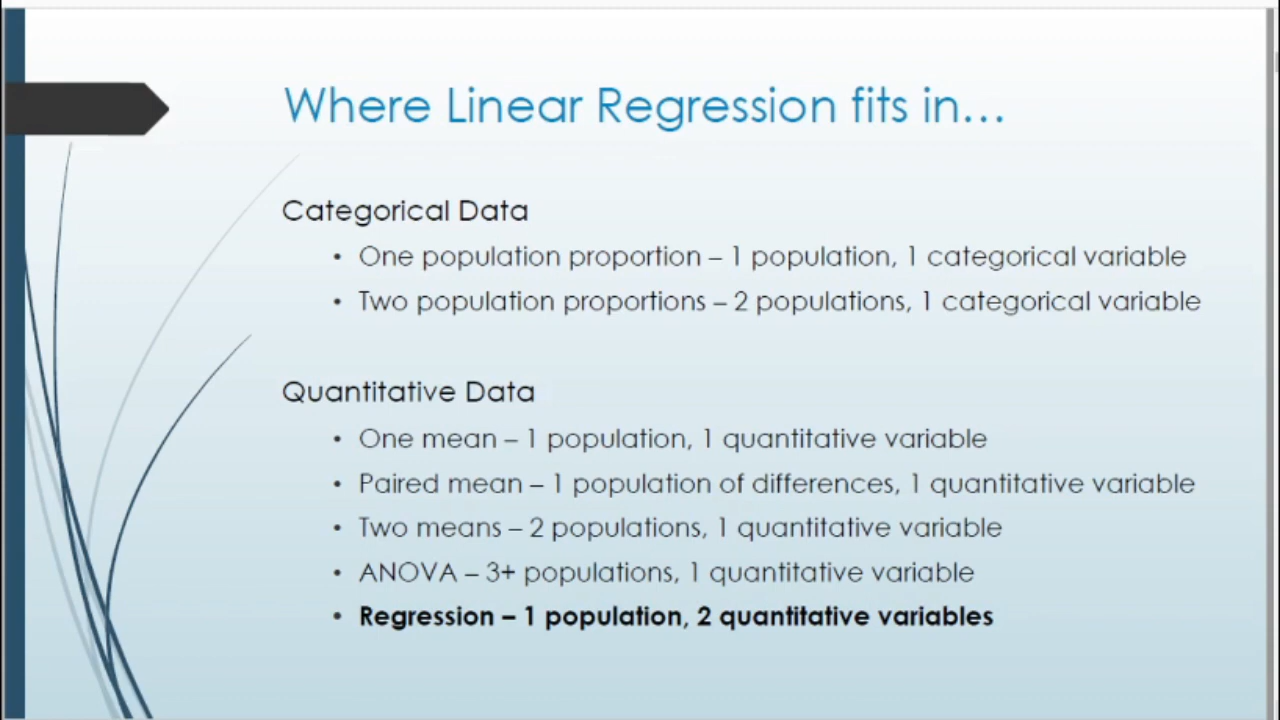 Where Linear Regression fits in...
Categorical Data
• One population proportion – 1 population, 1 categorical variable
• Two population proportions – 2 populations, 1 categorical variable
Quantitative Data
• One mean – 1 population, 1 quantitative variable
• Paired mean – 1 population of differences, 1 quantitative variable
• Two means – 2 populations, 1 quantitative variable
• ANOVA – 3+ populations, 1 quantitative variable
• Regression – 1 population, 2 quantitative variables